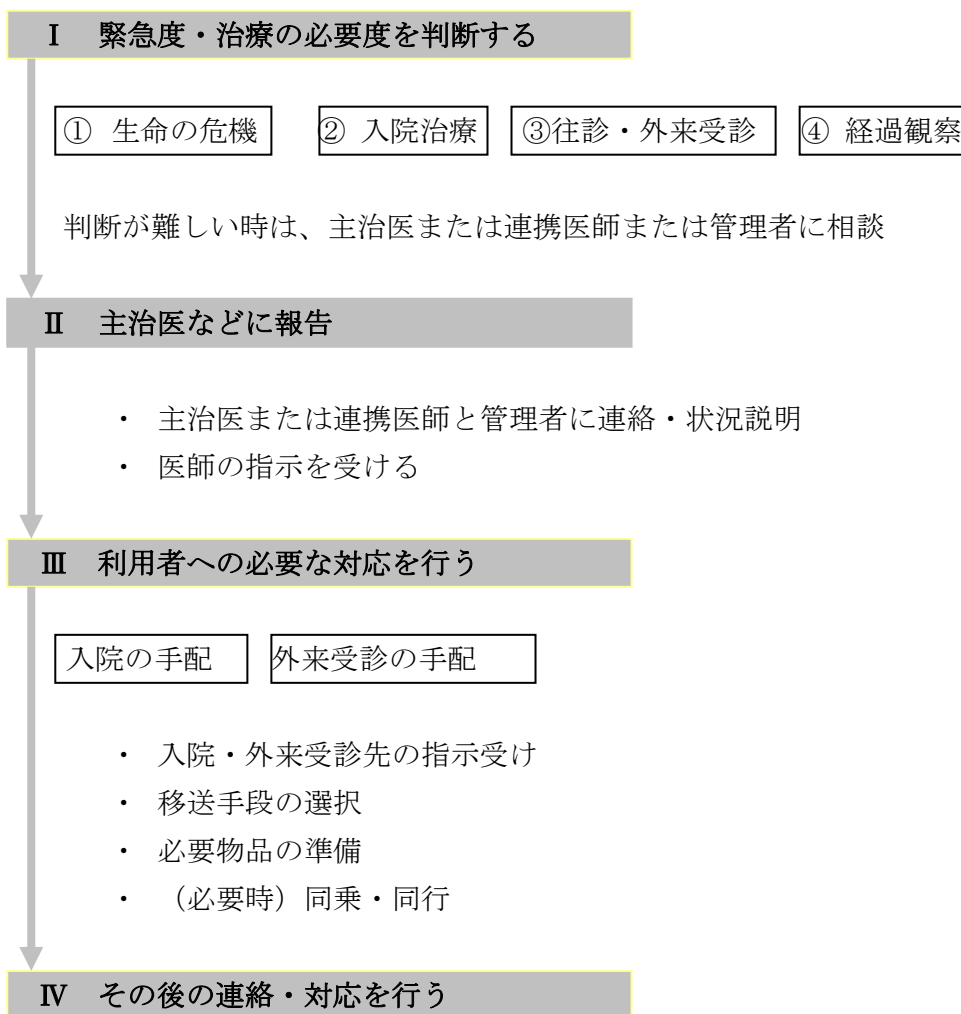 Ⅰ 緊急度・治療の必要度を判断する
① 生命の危機 ② 入院治療 ③往診・外来受診 ④ 経過観察
判断が難しい時は、主治医または連携医師または管理者に相談
Ⅱ 主治医などに報告
・ 主治医または連携医師と管理者に連絡・状況説明
・ 医師の指示を受ける
Ⅲ 利用者への必要な対応を行う
入院の手配 外来受診の手配
・ 入院・外来受診先の指示受け
・ 移送手段の選択
・ 必要物品の準備
・ （必要時）同乗・同行
Ⅳ その後の連絡・対応を行う